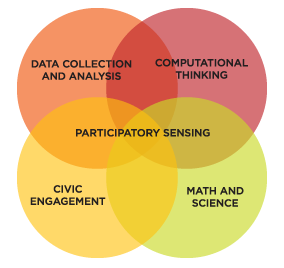 DATA COLLECTION
AND ANALYSIS
COMPUTATIONAL
THINKING
PARTICIPATORY SENSING
CIVIC
ENGAGEMENT
MATH AND
SCIENCE